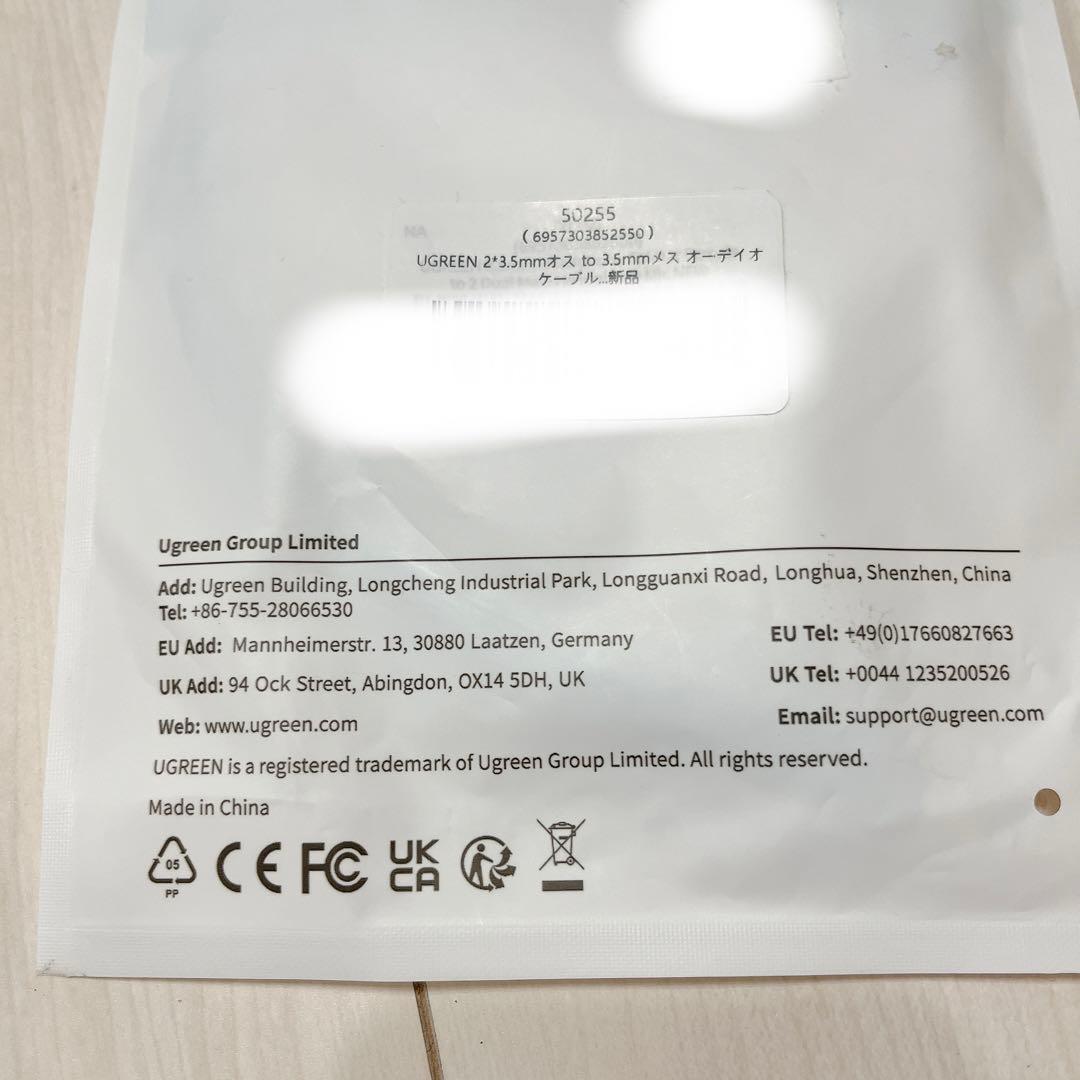 50255
(6957303852550)
UGREEN 2*3.5mmオス to 3.5mmメス オーデイオ
ケーブル...新品
NA
Ugreen Group Limited
Add: Ugreen Building, Longcheng Industrial Park, Longguanxi Road, Longhua, Shenzhen, China
Tel: +86-755-28066530
EU Add: Mannheimerstr. 13, 30880 Laatzen, Germany
EU Tel: +49(0)17660827663
UK Add: 94 Ock Street, Abingdon, OX14 5DH, UK
UK Tel: +0044 1235200526
Web: www.ugreen.com
Email: support@ugreen.com
UGREEN is a registered trademark of Ugreen Group Limited. All rights reserved.
Made in China
05
PP
CE FC UK
CA